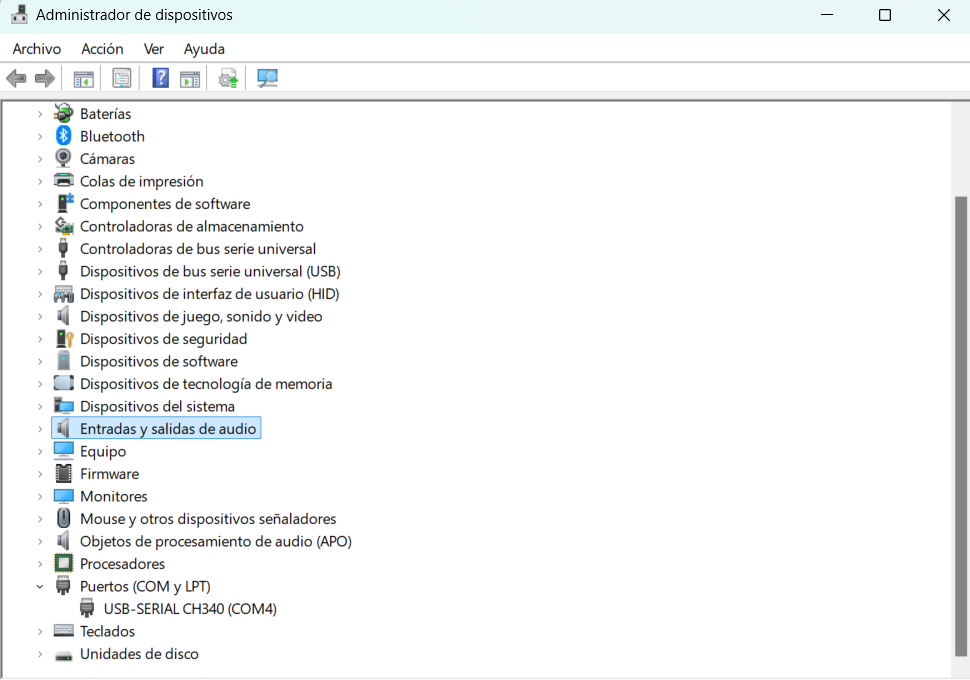 Administrador de dispositivos
Archivo Acción Ver Ayuda
Baterías
Bluetooth
Cámaras
Colas de impresión
Componentes de software
Controladoras de almacenamiento
Controladoras de bus serie universal
Dispositivos de bus serie universal (USB)
Dispositivos de interfaz de usuario (HID)
Dispositivos de juego, sonido y video
Dispositivos de seguridad
Dispositivos de software
Dispositivos de tecnología de memoria
Dispositivos del sistema
Entradas y salidas de audio
Equipo
Firmware
Monitores
Mouse y otros dispositivos señaladores
Objetos de procesamiento de audio (APO)
Procesadores
Puertos (COM y LPT)
USB-SERIAL CH340 (COM4)
Teclados
Unidades de disco